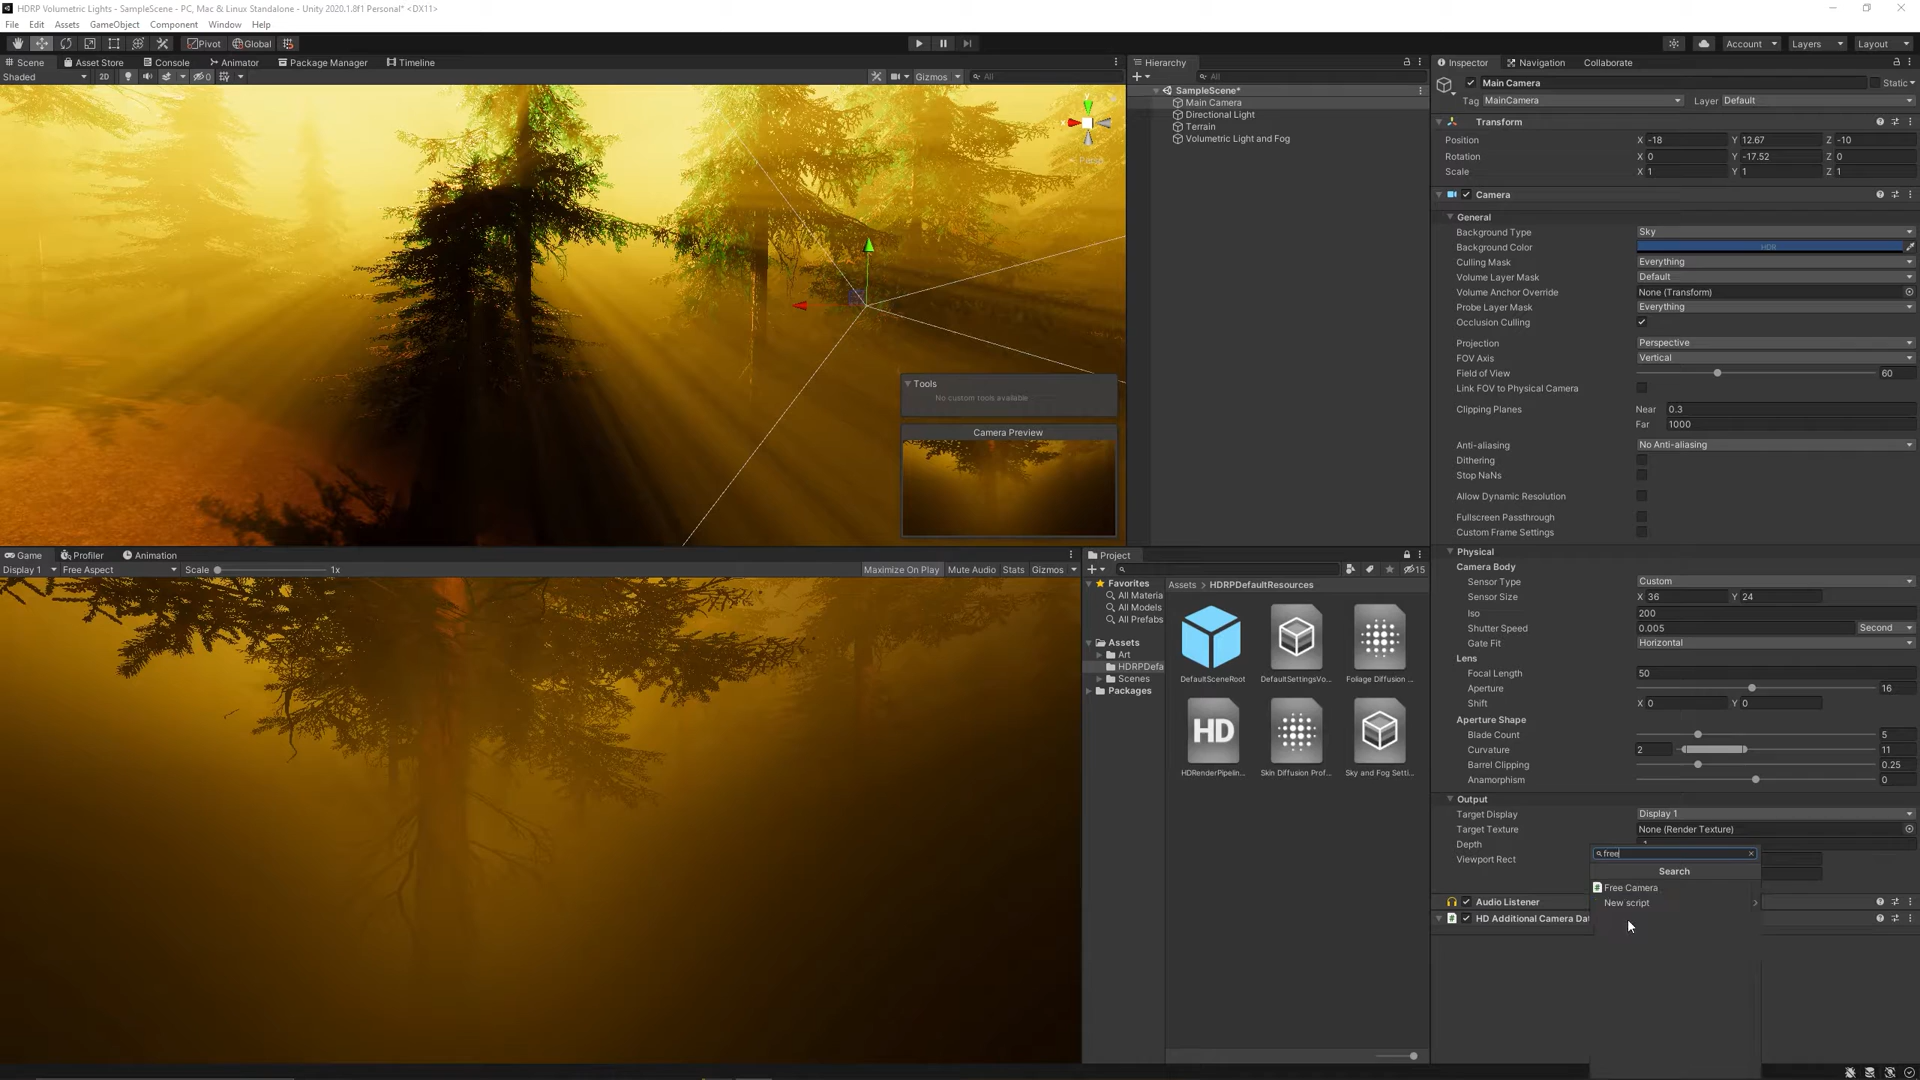 HDRP Volumetric Lights - SampleScene - PC, Mac & Linux Standalone - Unity 2020.1.8f1 Personal* <DX11>
File Edit Assets GameObject Component Window Help
Pivot Global Account Layers Layout
Scene Asset Store Console Animator Package Manager Timeline
Shaded 2D 0 Gizmos All
Persp
Tools
No custom tools available
Camera Preview
Game Profiler Animation
Display 1 Free Aspect Scale 1x Maximize On Play Mute Audio Stats Gizmos
Hierarchy
All
SampleScene*
Main Camera
Directional Light
Terrain
Volumetric Light and Fog
Project
15
Favorites
All Materia
All Models
All Prefabs
Assets
Art
HDRPDefa
Scenes
Packages
Assets > HDRPDefaultResources
DefaultSceneRoot DefaultSettingsVo... Foliage Diffusion ...
HD
HDRenderPipelin... Skin Diffusion Prof... Sky and Fog Setti...
Inspector Navigation Collaborate
Main Camera Static
Tag MainCamera Layer Default
Transform
Position X -18 Y 12.67 Z -10
Rotation X 0 Y -17.52 Z 0
Scale X 1 Y 1 Z 1
Camera
General
Background Type Sky
Background Color HDR
Culling Mask Everything
Volume Layer Mask Default
Volume Anchor Override None (Transform)
Probe Layer Mask Everything
Occlusion Culling
Projection Perspective
FOV Axis Vertical
Field of View 60
Link FOV to Physical Camera
Clipping Planes Near 0.3
Far 1000
Anti-aliasing No Anti-aliasing
Dithering
Stop NaNs
Allow Dynamic Resolution
Fullscreen Passthrough
Custom Frame Settings
Physical
Camera Body
Sensor Type Custom
Sensor Size X 36 Y 24
Iso 200
Shutter Speed 0.005 Second
Gate Fit Horizontal
Lens
Focal Length 50
Aperture 16
Shift X 0 Y 0
Aperture Shape
Blade Count 5
Curvature 2 11
Barrel Clipping 0.25
Anamorphism 0
Output
Target Display Display 1
Target Texture None (Render Texture)
Depth
Viewport Rect
free
Search
Free Camera
New script
Audio Listener
HD Additional Camera Dat